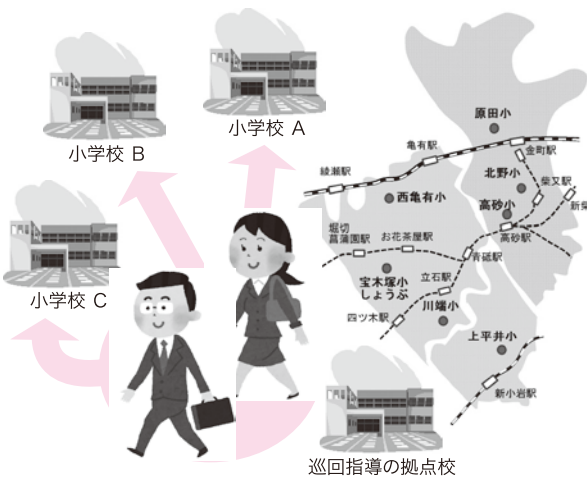 小学校 A
小学校 B
小学校 C
巡回指導の拠点校
原田小
亀有駅
金町駅
綾瀬駅
北野小
柴又駅
西亀有小
高砂小
新柴
堀切
菖蒲園駅
お花茶屋駅
高砂駅
青砥駅
宝木塚小
しょうぶ
立石駅
川端小
四ツ木駅
上平井小
新小岩駅